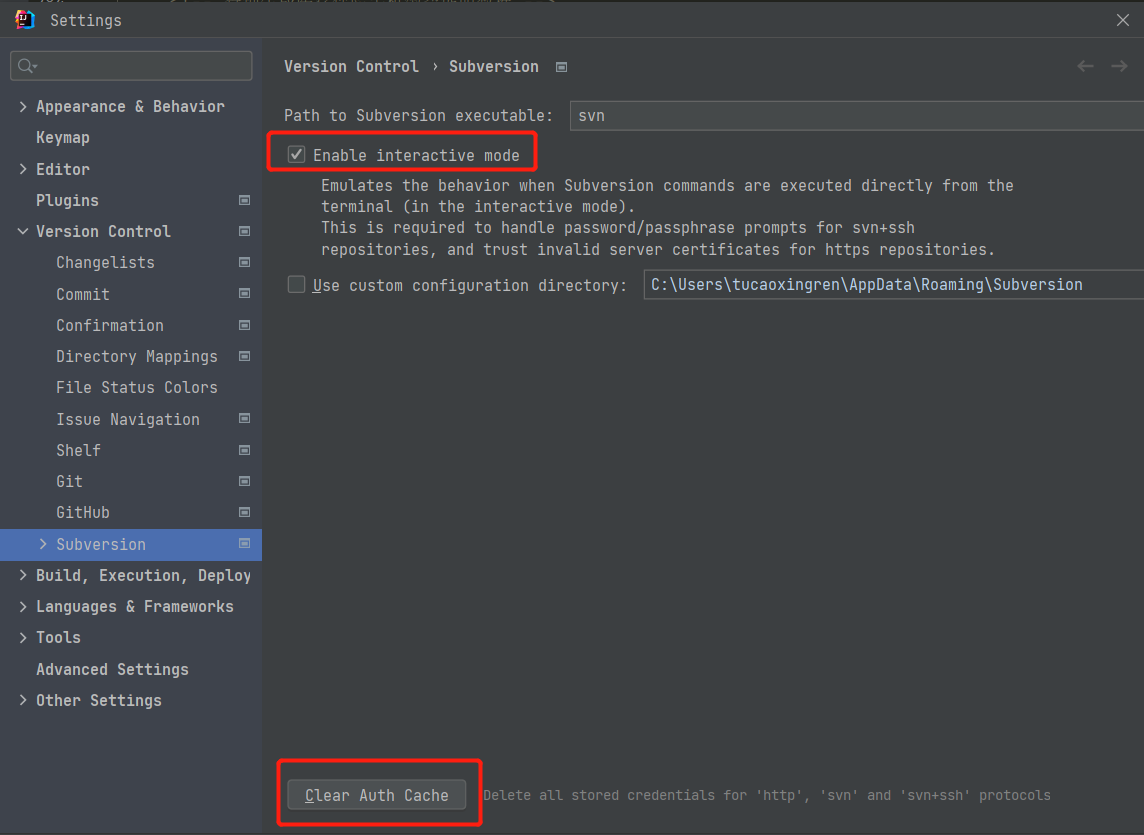 Settings
Version Control › Subversion
Appearance & Behavior
Keymap
Editor
Plugins
Version Control
Changelists
Commit
Confirmation
Directory Mappings
File Status Colors
Issue Navigation
Shelf
Git
GitHub
Subversion
Build, Execution, Deploy
Languages & Frameworks
Tools
Advanced Settings
Other Settings
Path to Subversion executable: svn
Enable interactive mode
Emulates the behavior when Subversion commands are executed directly from the
terminal (in the interactive mode).
This is required to handle password/passphrase prompts for svn+ssh
repositories, and trust invalid server certificates for https repositories.
Use custom configuration directory: C:\Users\tucaoxingren\AppData\Roaming\Subversion
Clear Auth Cache Delete all stored credentials for 'http', 'svn' and 'svn+ssh' protocols